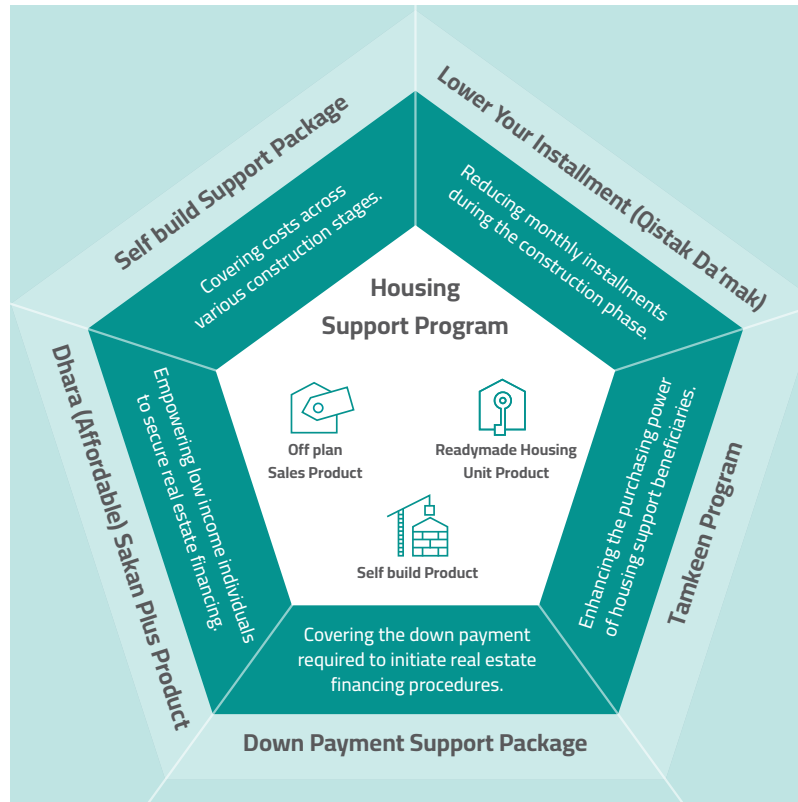 Self build Support Package
Covering costs across
various construction stages.
Lower Your Installment (Qistak Da’mak)
Reducing monthly installments
during the construction phase.
Housing
Support Program
Off plan
Sales Product
Readymade Housing
Unit Product
Self build Product
Dhara (Affordable) Sakan Plus Product
Empowering low income individuals
to secure real estate financing.
Enhancing the purchasing power
of housing support beneficiaries.
Tamkeen Program
Covering the down payment
required to initiate real estate
financing procedures.
Down Payment Support Package